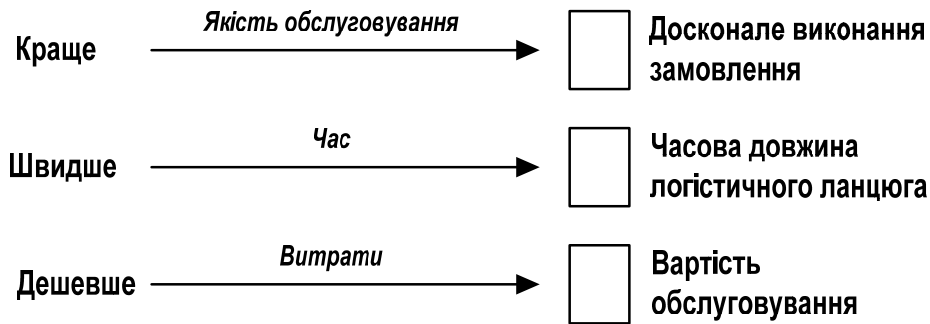 Краще
Якість обслуговування
Досконале виконання
замовлення
Швидше
Час
Часова довжина
логістичного ланцюга
Дешевше
Витрати
Вартість
обслуговування